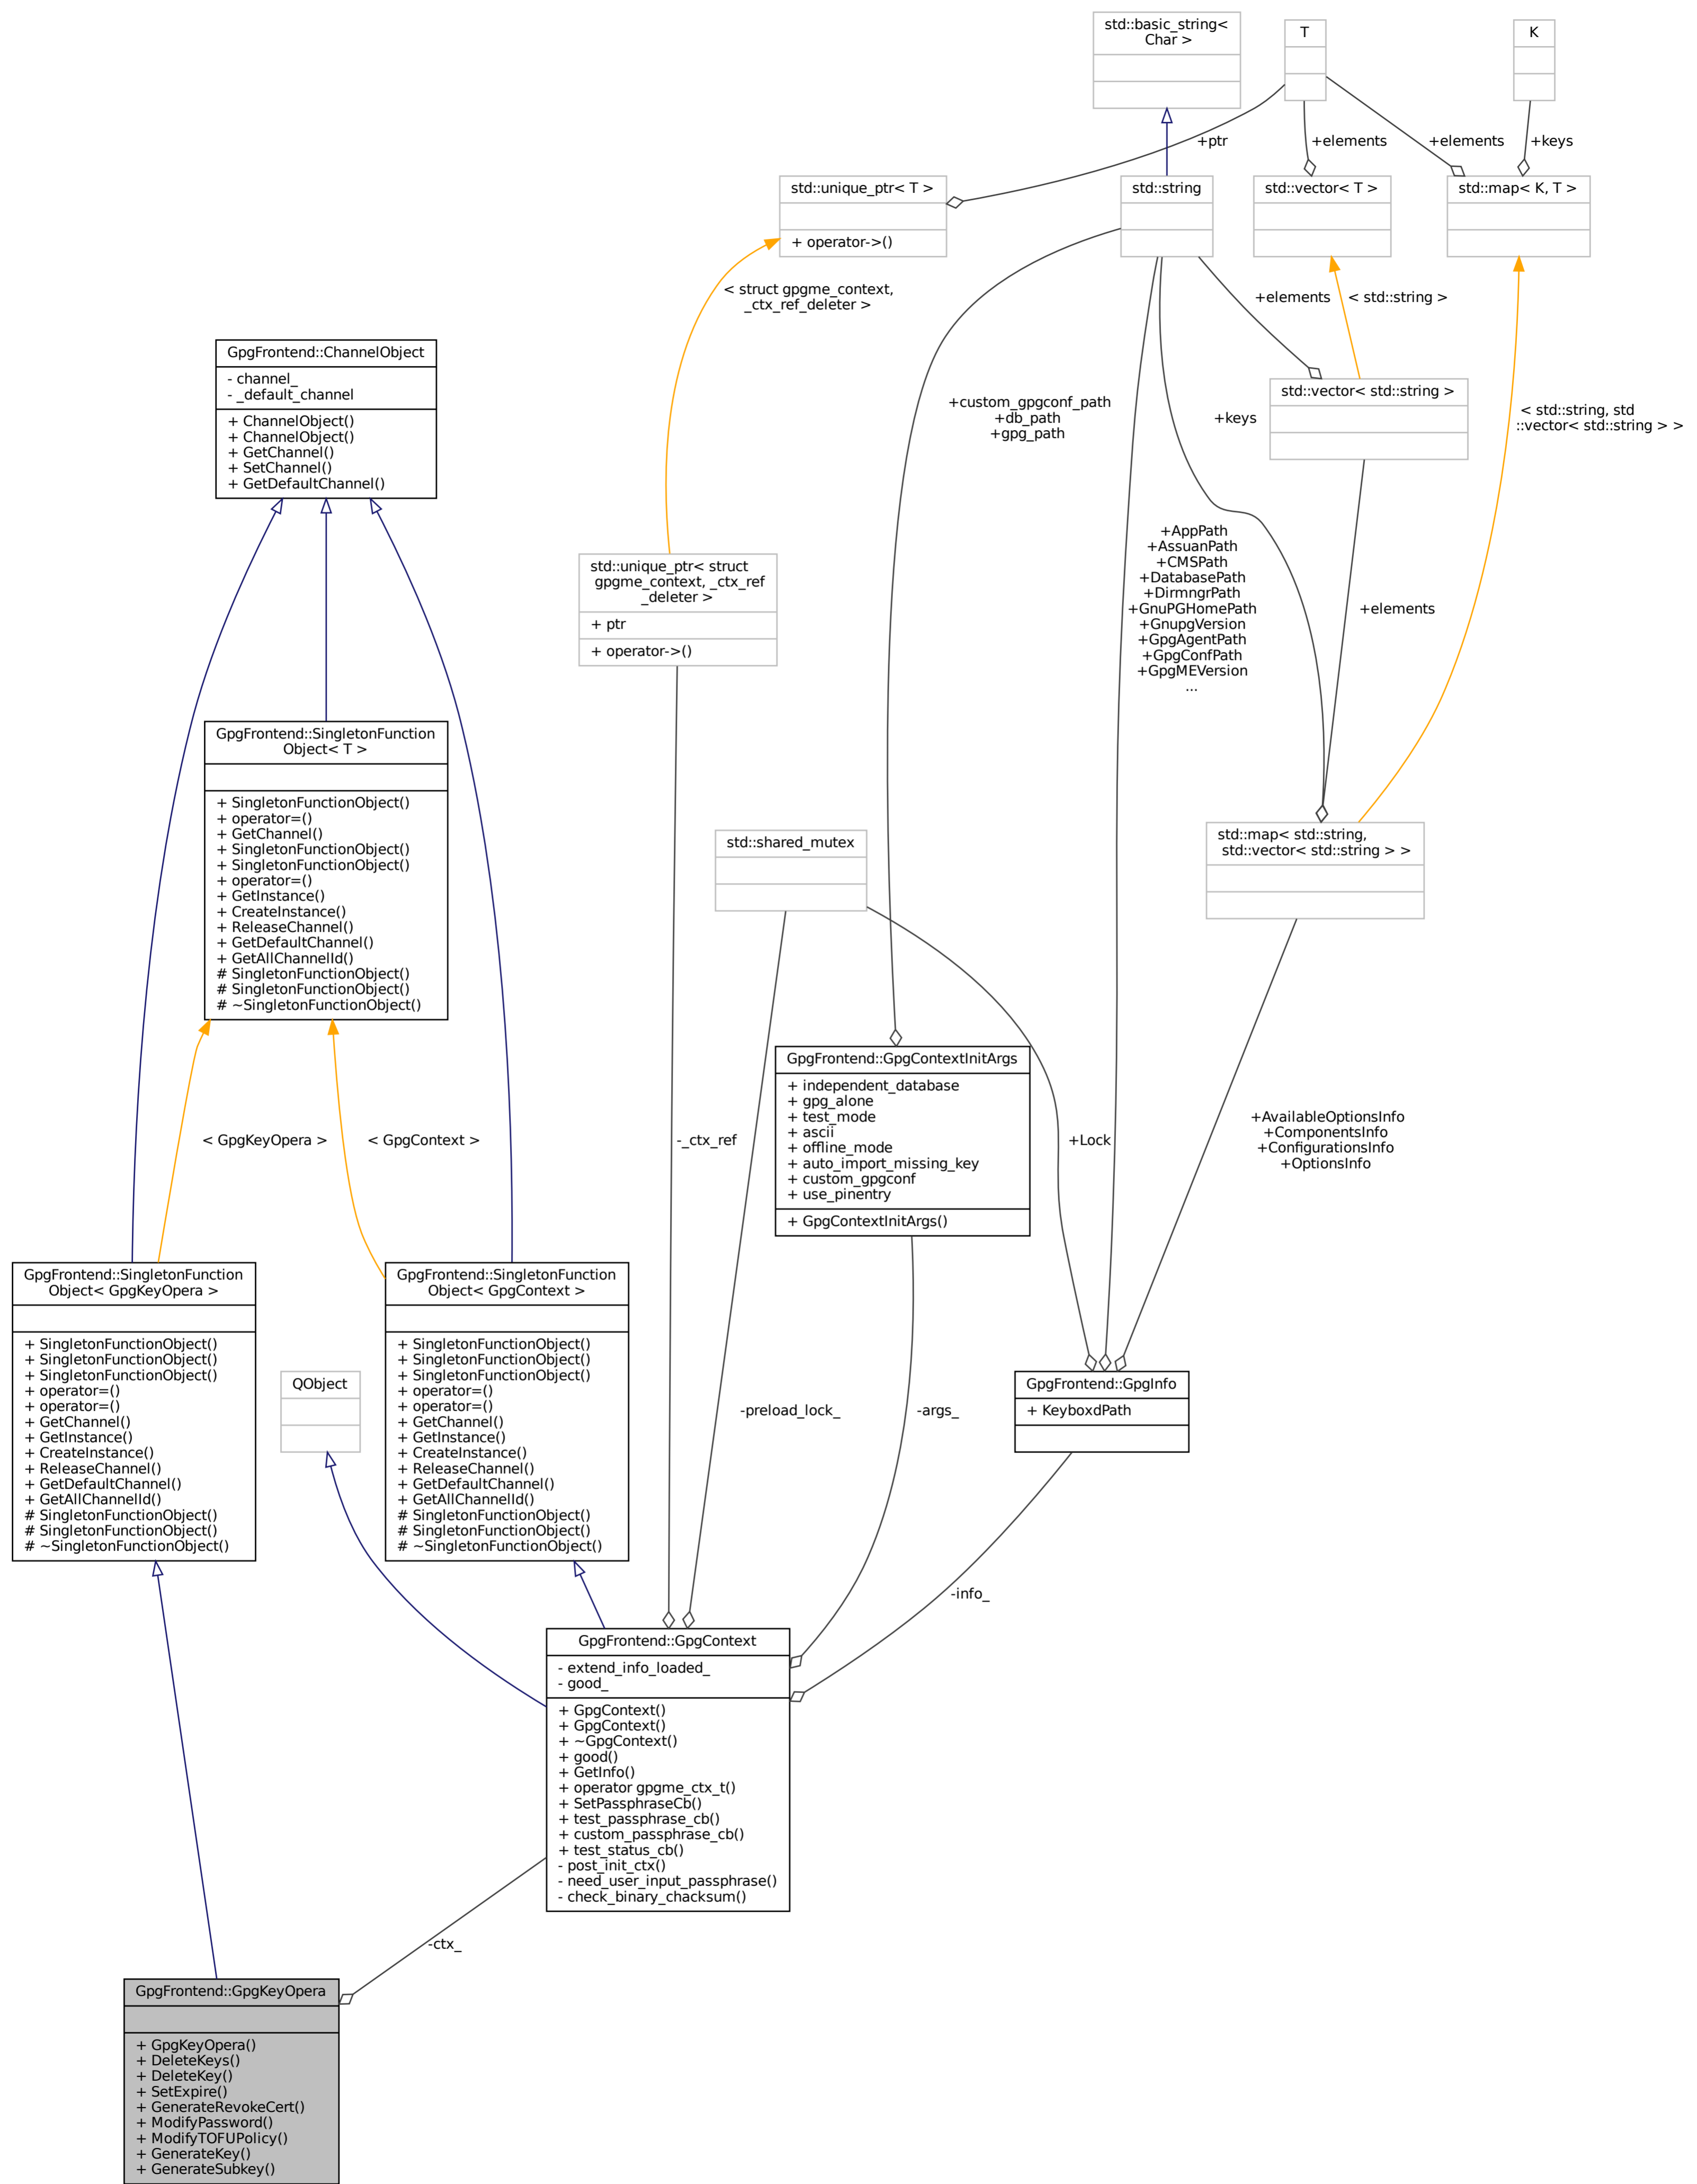 std::basic_string<
Char >
T
K
+ptr
+elements
+elements
+keys
std::unique_ptr< T >
+ operator->()
std::string
std::vector< T >
std::map< K, T >
< struct gpgme_context,
_ctx_ref_deleter >
+elements
< std::string >
GpgFrontend::ChannelObject
- channel_
- _default_channel
+ ChannelObject()
+ ChannelObject()
+ GetChannel()
+ SetChannel()
+ GetDefaultChannel()
+custom_gpgconf_path
+db_path
+gpg_path
+keys
std::vector< std::string >
< std::string, std
::vector< std::string > >
std::unique_ptr< struct
gpgme_context, _ctx_ref
_deleter >
+ ptr
+ operator->()
+AppPath
+AssuanPath
+CMSPath
+DatabasePath
+DirmngrPath
+GnuPGHomePath
+GnupgVersion
+GpgAgentPath
+GpgConfPath
+GpgMEVersion
...
+elements
GpgFrontend::SingletonFunction
Object< T >
+ SingletonFunctionObject()
+ operator=()
+ GetChannel()
+ SingletonFunctionObject()
+ SingletonFunctionObject()
+ operator=()
+ GetInstance()
+ CreateInstance()
+ ReleaseChannel()
+ GetDefaultChannel()
+ GetAllChannelId()
# SingletonFunctionObject()
# SingletonFunctionObject()
# ~SingletonFunctionObject()
std::shared_mutex
std::map< std::string,
std::vector< std::string > >
< GpgKeyOpera >
< GpgContext >
-_ctx_ref
GpgFrontend::GpgContextInitArgs
+ independent_database
+ gpg_alone
+ test_mode
+ ascii
+ offline_mode
+ auto_import_missing_key
+ custom_gpgconf
+ use_pinentry
+ GpgContextInitArgs()
+Lock
+AvailableOptionsInfo
+ComponentsInfo
+ConfigurationsInfo
+OptionsInfo
GpgFrontend::SingletonFunction
Object< GpgKeyOpera >
+ SingletonFunctionObject()
+ SingletonFunctionObject()
+ SingletonFunctionObject()
+ operator=()
+ operator=()
+ GetChannel()
+ GetInstance()
+ CreateInstance()
+ ReleaseChannel()
+ GetDefaultChannel()
+ GetAllChannelId()
# SingletonFunctionObject()
# SingletonFunctionObject()
# ~SingletonFunctionObject()
QObject
GpgFrontend::SingletonFunction
Object< GpgContext >
+ SingletonFunctionObject()
+ SingletonFunctionObject()
+ SingletonFunctionObject()
+ operator=()
+ operator=()
+ GetChannel()
+ GetInstance()
+ CreateInstance()
+ ReleaseChannel()
+ GetDefaultChannel()
+ GetAllChannelId()
# SingletonFunctionObject()
# SingletonFunctionObject()
# ~SingletonFunctionObject()
-preload_lock_
-args_
GpgFrontend::GpgInfo
+ KeyboxdPath
-info_
GpgFrontend::GpgContext
- extend_info_loaded_
- good_
+ GpgContext()
+ GpgContext()
+ ~GpgContext()
+ good()
+ GetInfo()
+ operator gpgme_ctx_t()
+ SetPassphraseCb()
+ test_passphrase_cb()
+ custom_passphrase_cb()
+ test_status_cb()
- post_init_ctx()
- need_user_input_passphrase()
- check_binary_chacksum()
-ctx_
GpgFrontend::GpgKeyOpera
+ GpgKeyOpera()
+ DeleteKeys()
+ DeleteKey()
+ SetExpire()
+ GenerateRevokeCert()
+ ModifyPassword()
+ ModifyTOFUPolicy()
+ GenerateKey()
+ GenerateSubkey()